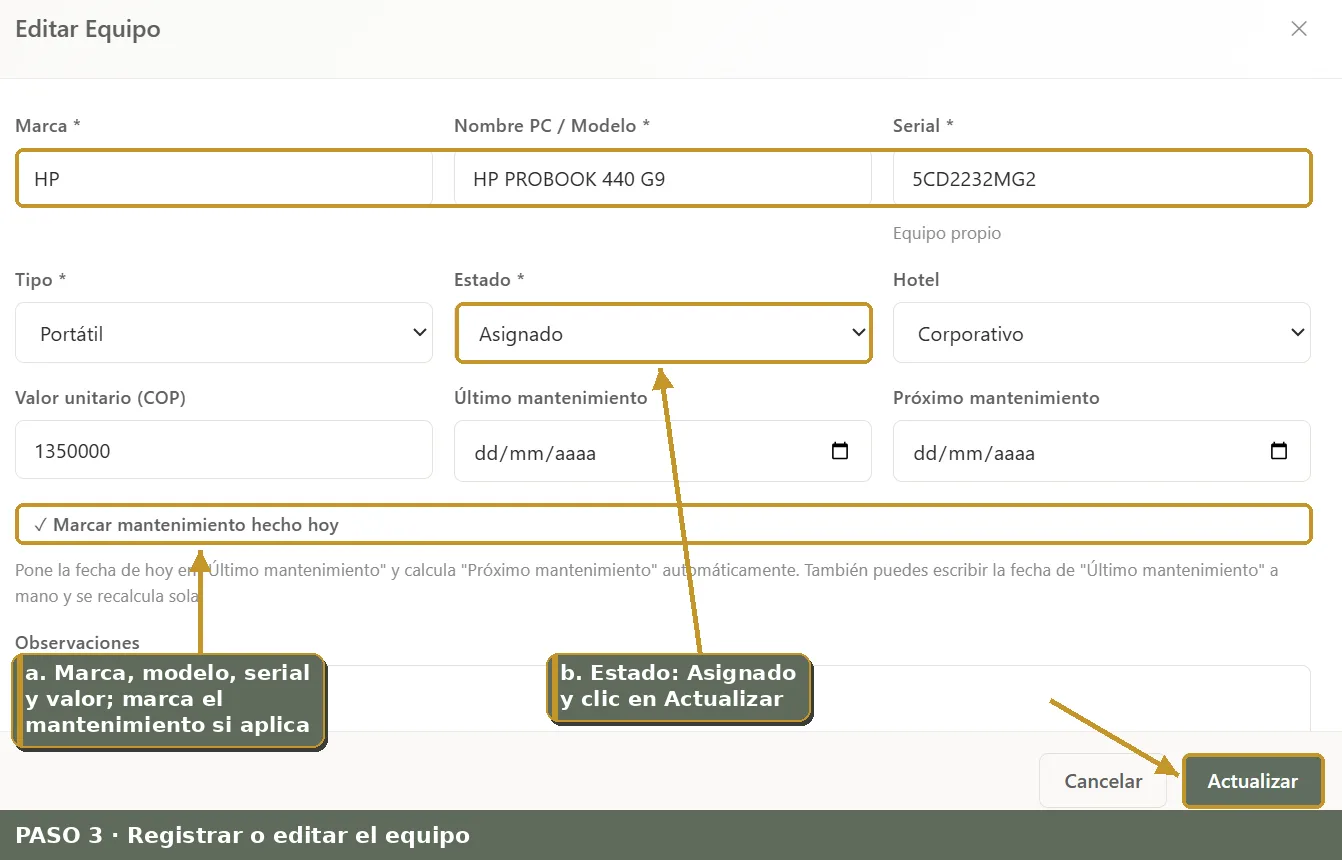 Editar Equipo
Marca *
Nombre PC / Modelo *
Serial *
HP
HP PROBOOK 440 G9
5CD2232MG2
Equipo propio
Tipo *
Estado *
Hotel
Portátil
Asignado
Corporativo
Valor unitario (COP)
Último mantenimiento
Próximo mantenimiento
1350000
dd/mm/aaaa
dd/mm/aaaa
✓ Marcar mantenimiento hecho hoy
Pone la fecha de hoy en "Último mantenimiento" y calcula "Próximo mantenimiento" automáticamente. También puedes escribir la fecha de "Último mantenimiento" a
mano y se recalcula sola
Observaciones
a. Marca, modelo, serial
y valor; marca el
mantenimiento si aplica
b. Estado: Asignado
y clic en Actualizar
Cancelar
Actualizar
PASO 3 · Registrar o editar el equipo